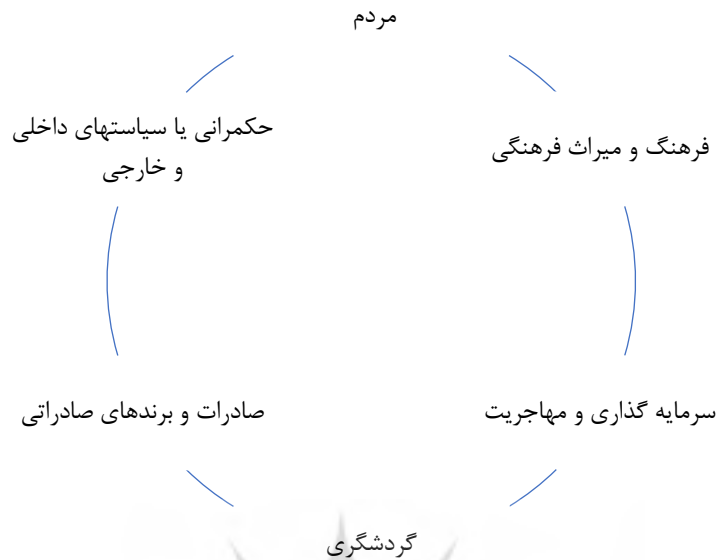 مردم
حکمرانی یا سیاستهای داخلی
و خارجی
فرهنگ و میراث فرهنگی
صادرات و برندهای صادراتی
سرمایه گذاری و مهاجریت
گردشگری